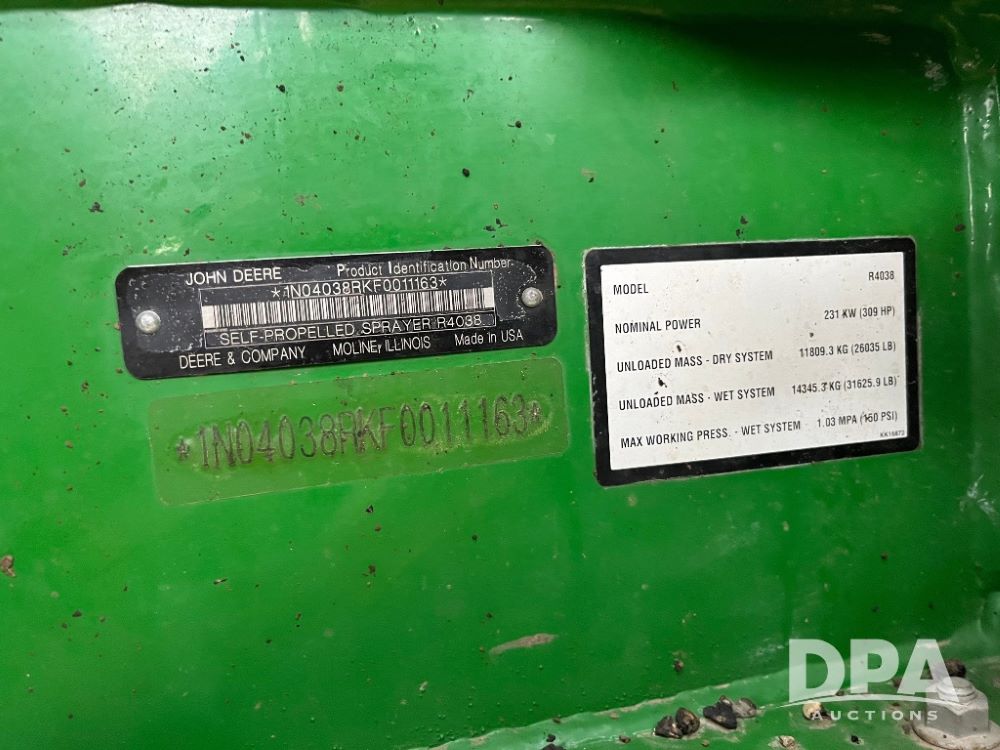 JOHN DEERE Product Identification Number
*1N04038RKF0011163*
SELF-PROPELLED SPRAYER R4038
DEERE & COMPANY MOLINE, ILLINOIS Made in USA
*1N04038RKF0011163*
MODEL R4038
NOMINAL POWER 231 KW (309 HP)
UNLOADED MASS - DRY SYSTEM 11809.3 KG (26035 LB)
UNLOADED MASS - WET SYSTEM 14345.3 KG (31625.9 LB)
MAX WORKING PRESS. - WET SYSTEM 1.03 MPA (150 PSI)
KK16873
DPA
AUCTIONS